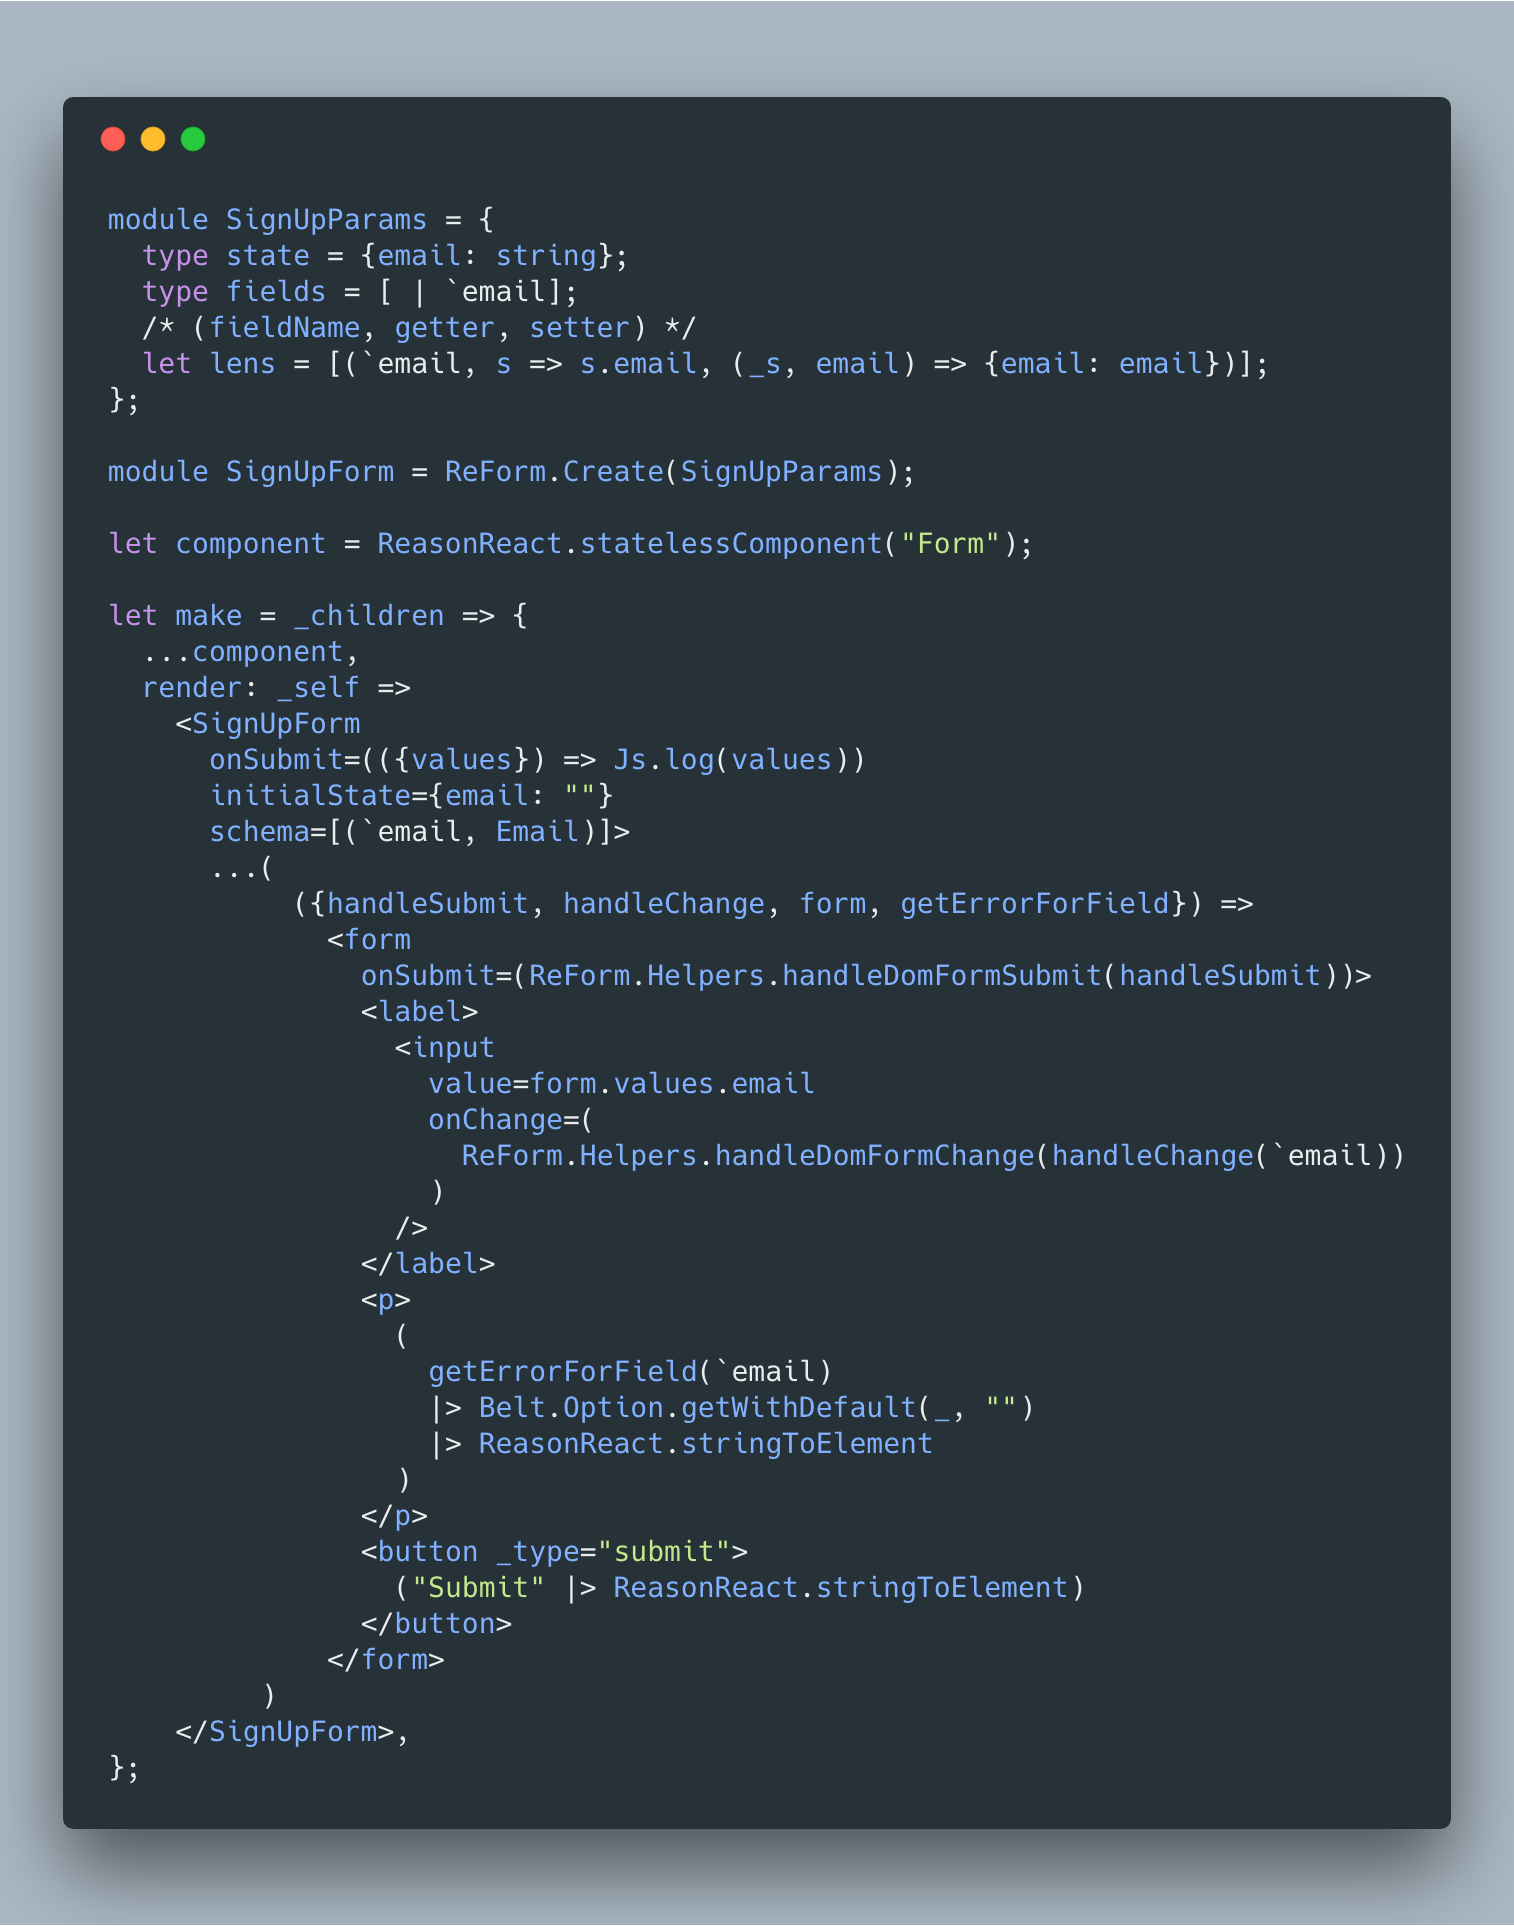 module SignUpParams = {
  type state = {email: string};
  type fields = [ | `email];
  /* (fieldName, getter, setter) */
  let lens = [(`email, s => s.email, (_s, email) => {email: email})];
};

module SignUpForm = ReForm.Create(SignUpParams);

let component = ReasonReact.statelessComponent("Form");

let make = _children => {
  ...component,
  render: _self =>
    <SignUpForm
      onSubmit=(({values}) => Js.log(values))
      initialState={email: ""}
      schema=[(`email, Email)]>
      ...(
           ({handleSubmit, handleChange, form, getErrorForField}) =>
             <form
               onSubmit=(ReForm.Helpers.handleDomFormSubmit(handleSubmit))>
               <label>
                 <input
                   value=form.values.email
                   onChange=(
                     ReForm.Helpers.handleDomFormChange(handleChange(`email))
                   )
                 />
               </label>
               <p>
                 (
                   getErrorForField(`email)
                   |> Belt.Option.getWithDefault(_, "")
                   |> ReasonReact.stringToElement
                 )
               </p>
               <button _type="submit">
                 ("Submit" |> ReasonReact.stringToElement)
               </button>
             </form>
         )
    </SignUpForm>,
};